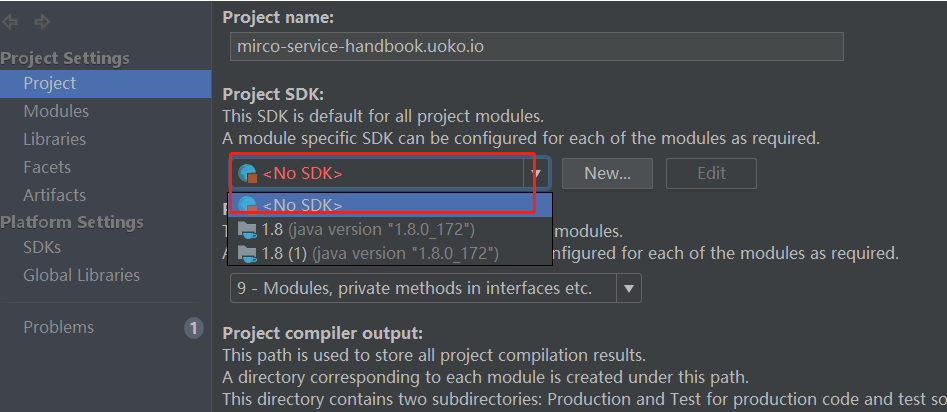 Project Settings
Project
Modules
Libraries
Facets
Artifacts
Platform Settings
SDKs
Global Libraries
Problems
1
Project name:
mirco-service-handbook.uoko.io
Project SDK:
This SDK is default for all project modules.
A module specific SDK can be configured for each of the modules as required.
<No SDK>
New...
Edit
<No SDK>
1.8 (java version "1.8.0_172")
modules.
1.8 (1) (java version "1.8.0_172")
nfigured for each of the modules as required.
9 - Modules, private methods in interfaces etc.
Project compiler output:
This path is used to store all project compilation results.
A directory corresponding to each module is created under this path.
This directory contains two subdirectories: Production and Test for production code and test so